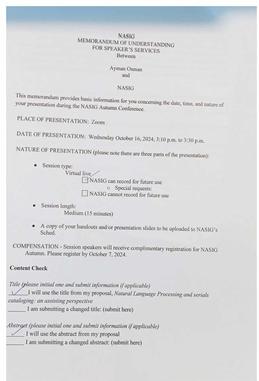 NASIG
MEMORANDUM OF UNDERSTANDING
FOR SPEAKER'S SERVICES
Between
Ayman Osman
and
NASIG
This memorandum provides basic information for you concerning the date, time, and nature of
your presentation during the NASIG Autumn Conference.
PLACE OF PRESENTATION: Zoom
DATE OF PRESENTATION: Wednesday October 16, 2024, 3:10 p.m. to 3:30 p.m.
NATURE OF PRESENTATION (please note there are three parts of the presentation):
• Session type:
Virtual live
NASIG can record for future use
o Special requests:
NASIG cannot record for future use
• Session length:
Medium (15 minutes)
• A copy of your handouts and/or presentation slides to be uploaded to NASIG's
Sched.
COMPENSATION - Session speakers will receive complimentary registration for NASIG
Autumn. Please register by October 7, 2024.
Content Check
Title (please initial one and submit information if applicable)
I will use the title from my proposal, Natural Language Processing and serials
cataloging: an assisting perspective
I am submitting a changed title: (submit here)
Abstract (please initial one and submit information if applicable)
I will use the abstract from my proposal
I am submitting a changed abstract: (submit here)